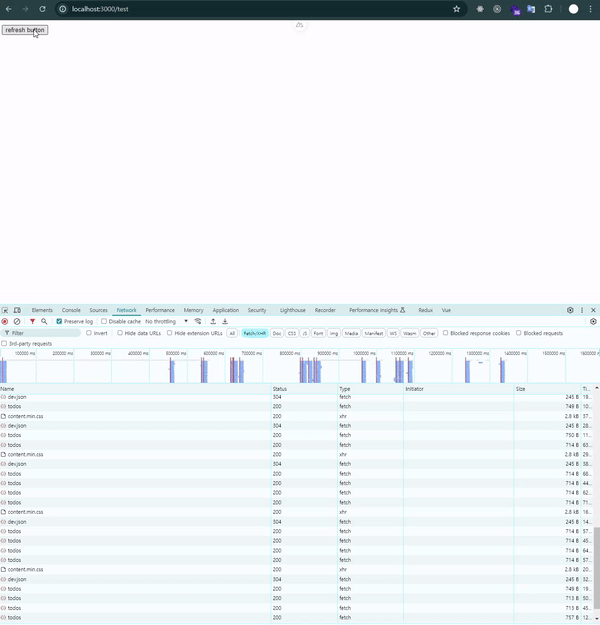 localhost:3000/test
refresh button
Elements Console Sources Network Performance Memory Application Security Lighthouse Recorder Performance insights Redux Vue
Preserve log Disable cache No throttling
Filter Invert Hide data URLs Hide extension URLs All Fetch/XHR Doc CSS JS Font Img Media Manifest WS Wasm Other Blocked response cookies Blocked requests
3rd-party requests
100000 ms 200000 ms 300000 ms 400000 ms 500000 ms 600000 ms 700000 ms 800000 ms 900000 ms 1000000 ms 1100000 ms 1200000 ms 1300000 ms 1400000 ms 1500000 ms
Name Status Type Initiator Size Ti...
dev.json 304 fetch 245 B 19...
todos 200 fetch 749 B 10...
content.min.css 200 xhr 2.8 kB 37...
dev.json 304 fetch 245 B 28...
todos 200 fetch 750 B 11...
todos 200 fetch 714 B 63...
content.min.css 200 xhr 2.8 kB 29...
dev.json 304 fetch 245 B 38...
todos 200 fetch 714 B 68...
todos 200 fetch 714 B 44...
todos 200 fetch 714 B 62...
todos 200 fetch 714 B 71...
content.min.css 200 xhr 2.8 kB 18...
dev.json 304 fetch 245 B 14...
todos 200 fetch 714 B 57...
todos 200 fetch 714 B 45...
todos 200 fetch 714 B 64...
todos 200 fetch 714 B 57...
content.min.css 200 xhr 2.8 kB 20...
dev.json 304 fetch 245 B 32...
todos 200 fetch 749 B 19...
todos 200 fetch 713 B 50...
todos 200 fetch 713 B 45...
todos 200 fetch 757 B 12...